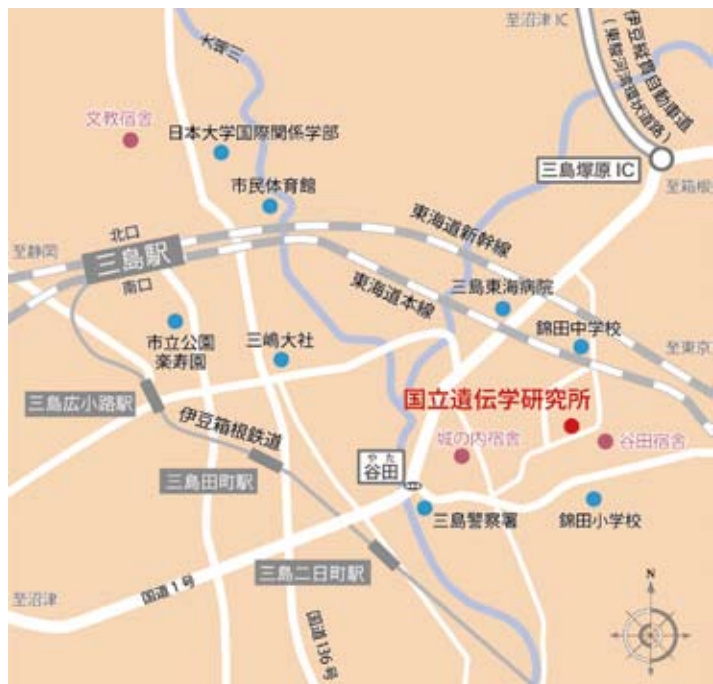 至沼津 IC
伊豆縦貫自動車道
(東駿河湾環状道路)
大場川
文教宿舎
日本大学国際関係学部
三島塚原 IC
市民体育館
至箱根
北口
東海道新幹線
至静岡
三島駅
南口
東海道本線
三島東海病院
市立公園
楽寿園
三嶋大社
錦田中学校
至東京
三島広小路駅
国立遺伝学研究所
伊豆箱根鉄道
城の内宿舎
谷田宿舎
やた
谷田
三島田町駅
三島警察署
錦田小学校
三島二日町駅
国道1号
至沼津
国道136号
N